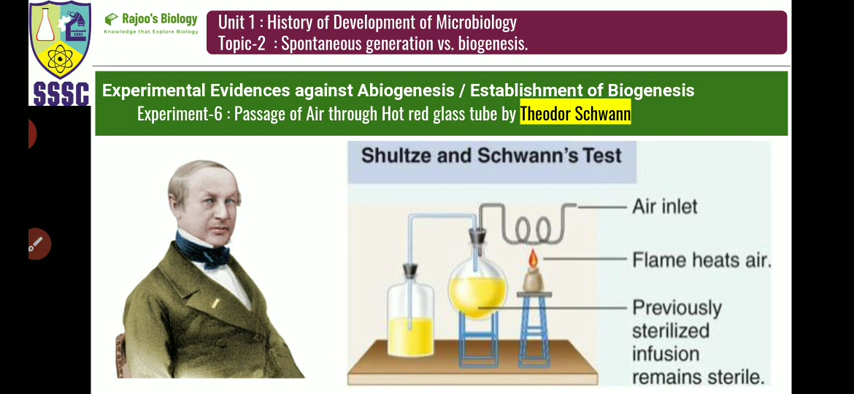 Rajoo's Biology
Knowledge that Explore Biology
SSSC
Unit 1 : History of Development of Microbiology
Topic-2 : Spontaneous generation vs. biogenesis.
Experimental Evidences against Abiogenesis / Establishment of Biogenesis
Experiment-6 : Passage of Air through Hot red glass tube by Theodor Schwann
Shultze and Schwann's Test
Air inlet
Flame heats air.
Previously
sterilized
infusion
remains sterile.